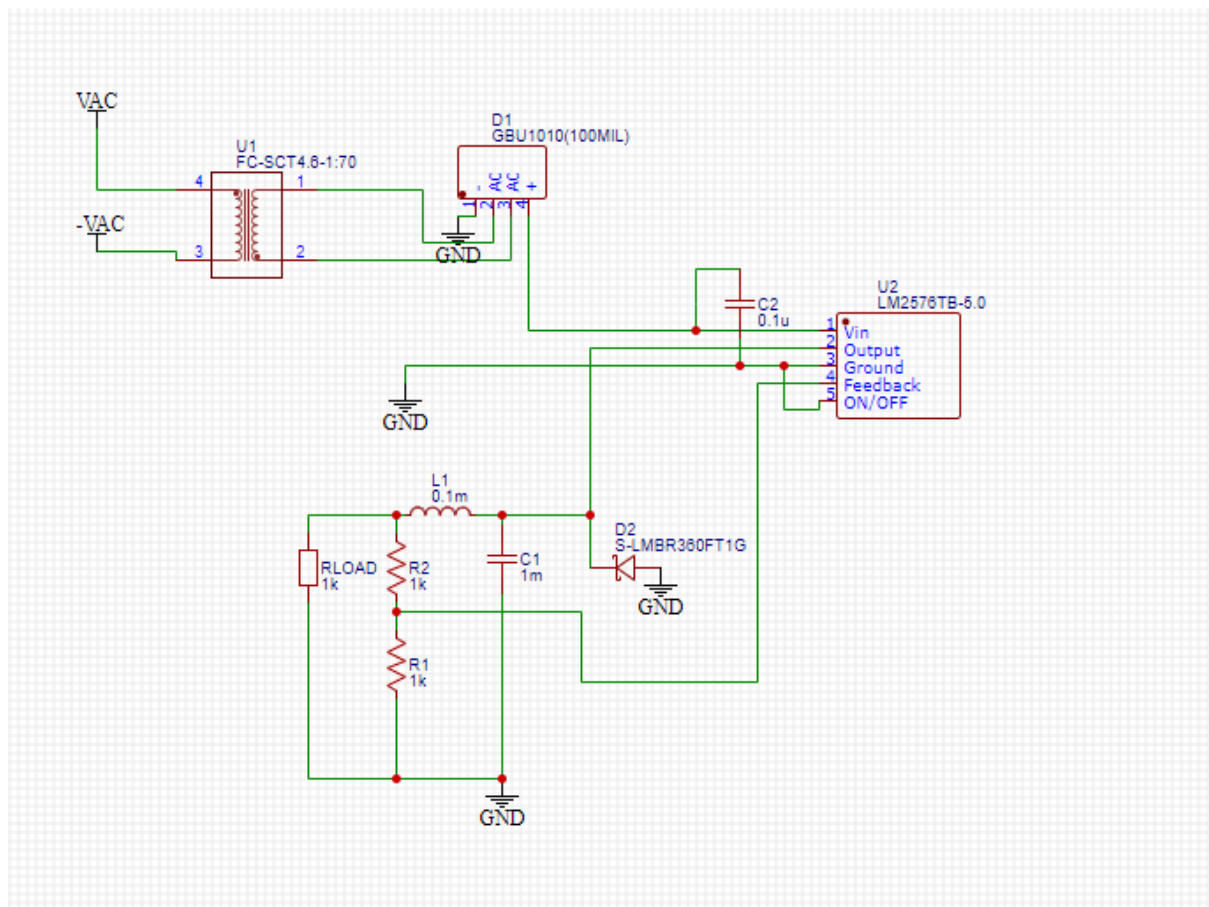 VAC
-VAC
U1
FC-SCT4.6-1:70
4
1
3
2
D1
GBU1010(100MIL)
- AC AC +
1 2 3 4
GND
C2
0.1u
U2
LM2576TB-5.0
1 Vin
2 Output
3 Ground
4 Feedback
5 ON/OFF
GND
L1
0.1m
D2
S-LMBR360FT1G
GND
RLOAD
1k
R2
1k
C1
1m
R1
1k
GND